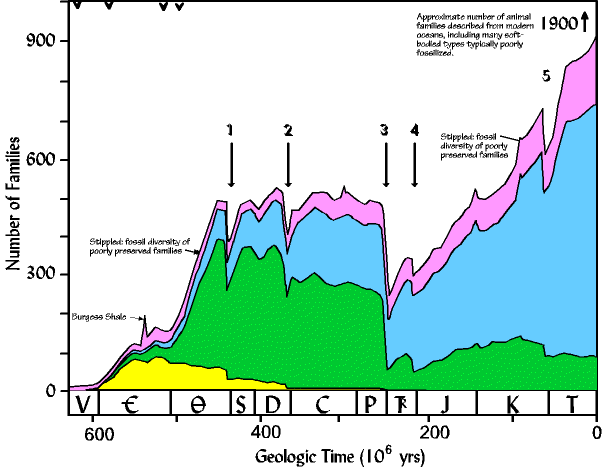 Approximate number of animal
families described from modern
oceans, including many soft-
bodied types typically poorly
fossilized.
1900
900
5
1
2
3
4
Stippled: fossil
diversity of poorly
preserved families
600
Number of Families
Stippled: fossil diversity of
poorly preserved families
300
Burgess Shale
0
V Є O S D C P TR J K T
600
400
200
0
Geologic Time (10⁶ yrs)